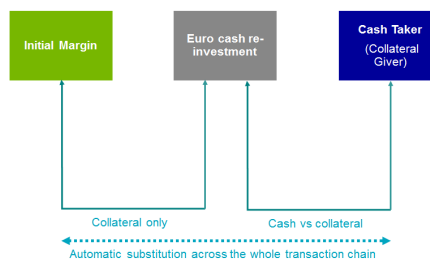 Initial Margin
Euro cash re-
investment
Cash Taker
(Collateral
Giver)
Collateral only
Cash vs collateral
Automatic substitution across the whole transaction chain